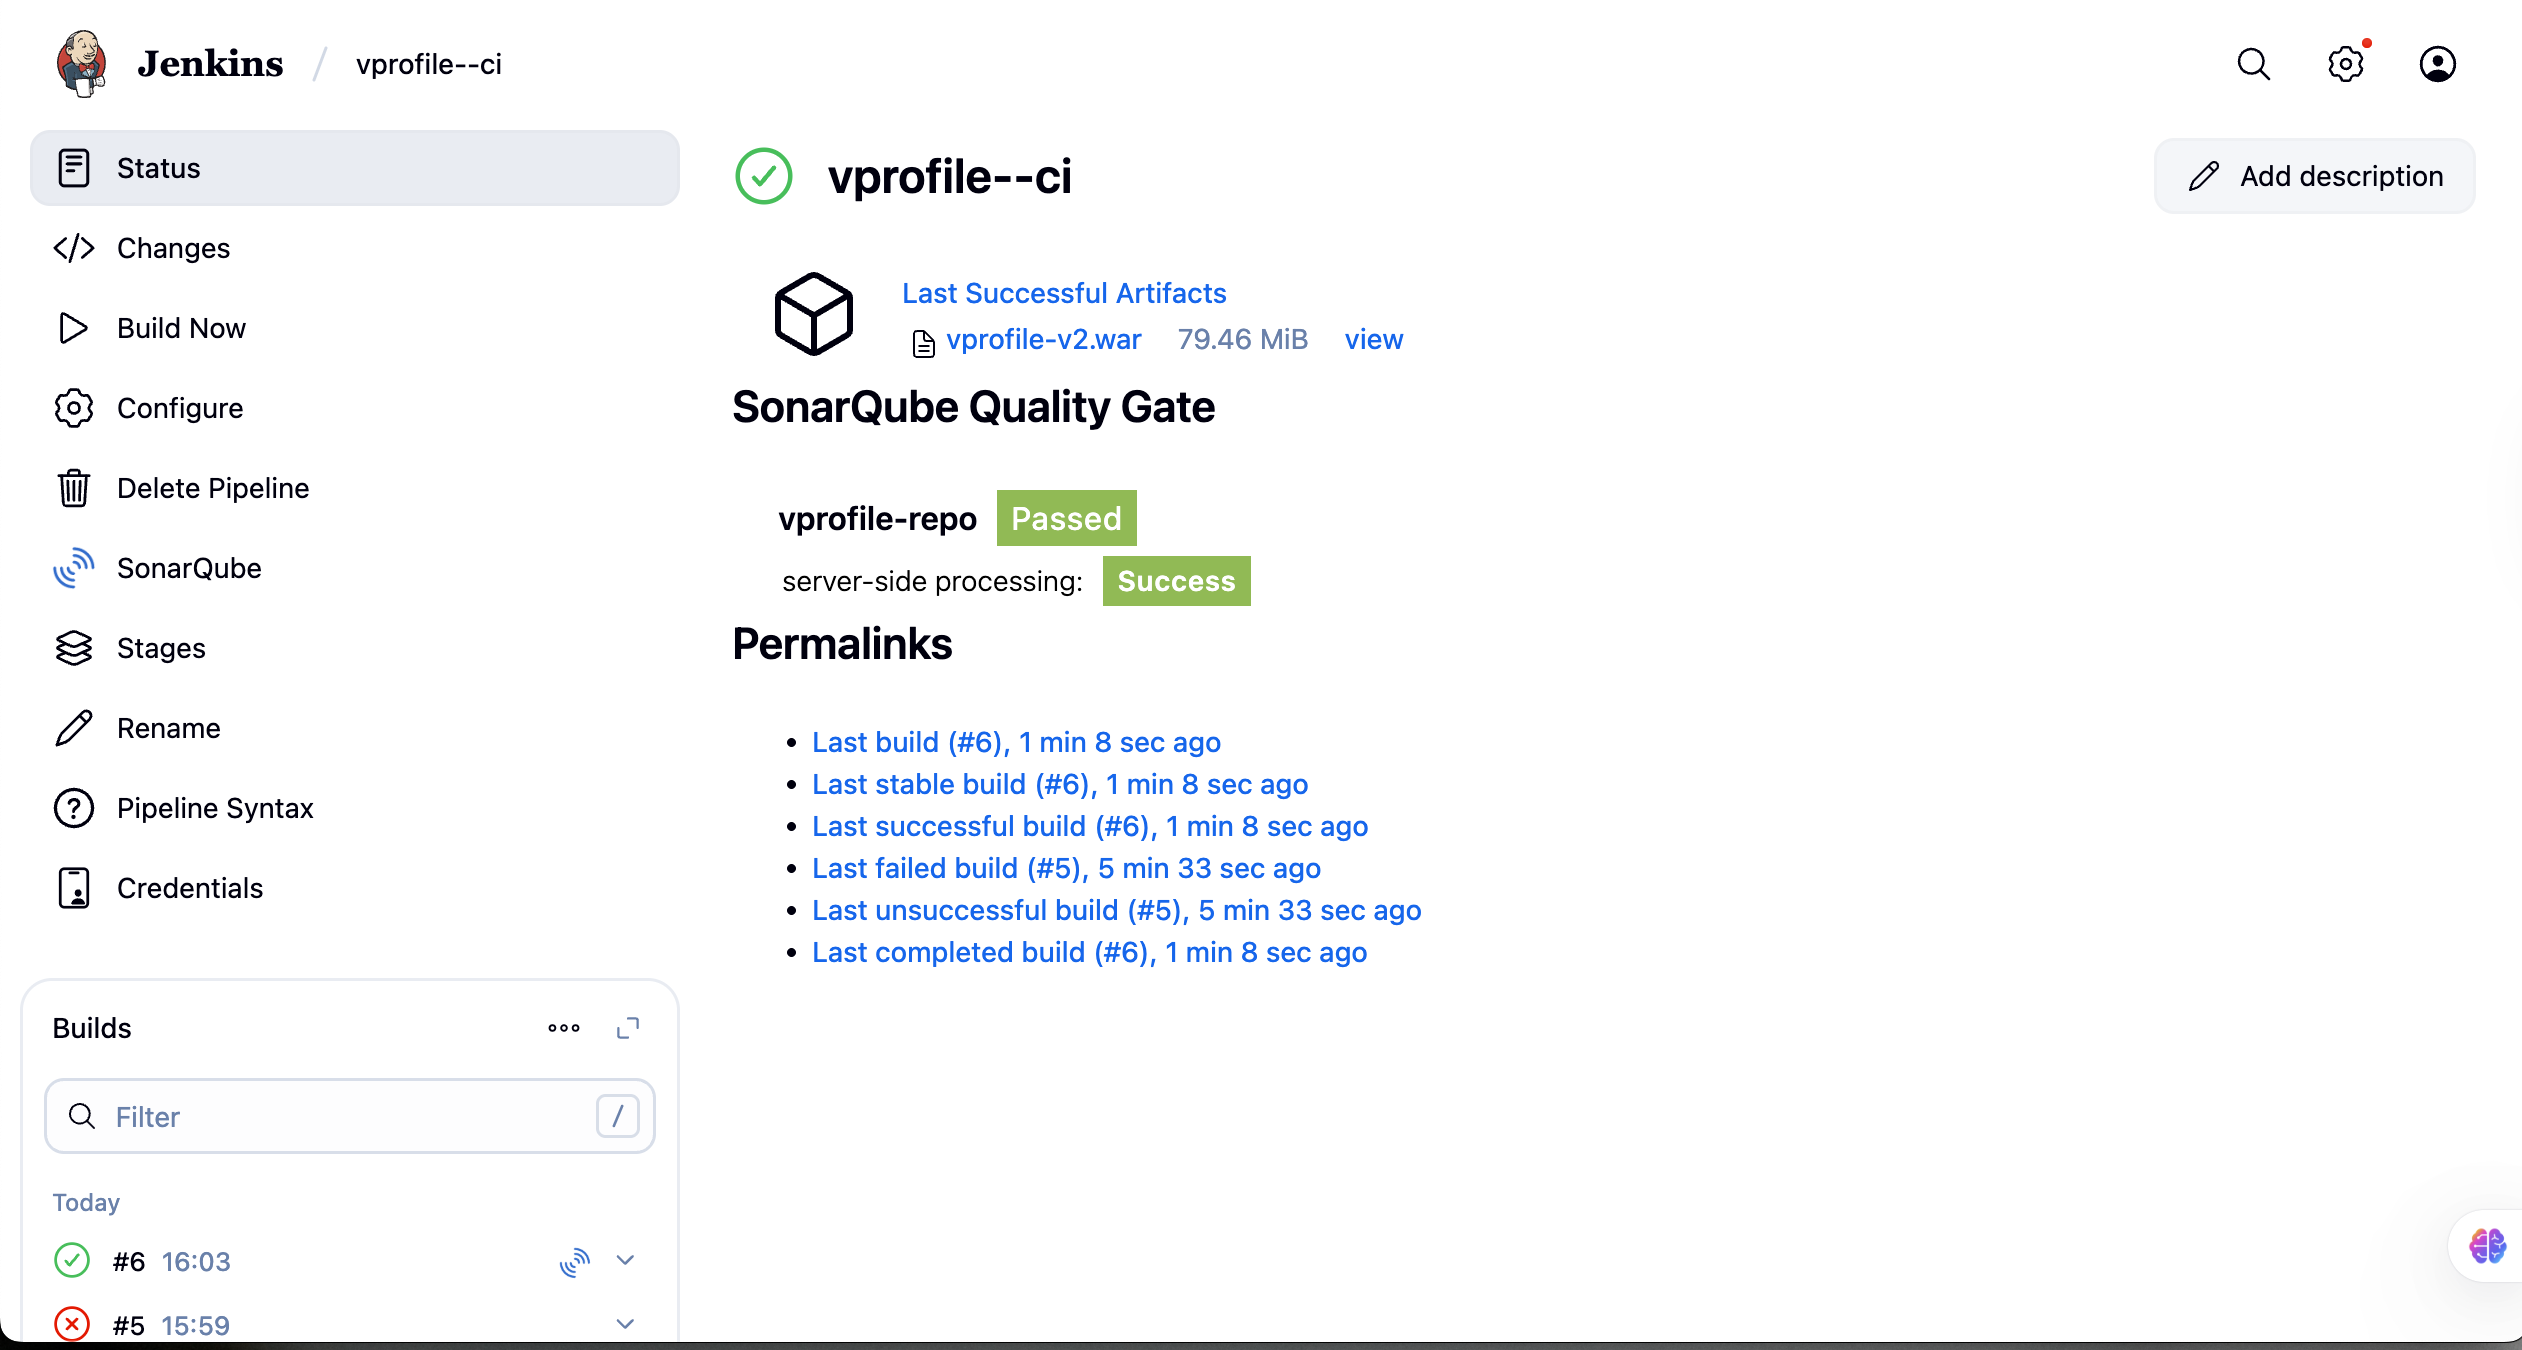 Jenkins / vprofile--ci
Status
Changes
Build Now
Configure
Delete Pipeline
SonarQube
Stages
Rename
Pipeline Syntax
Credentials
Builds
Filter /
Today
#6 16:03
#5 15:59
vprofile--ci
Add description
Last Successful Artifacts
vprofile-v2.war 79.46 MiB view
SonarQube Quality Gate
vprofile-repo Passed
server-side processing: Success
Permalinks
Last build (#6), 1 min 8 sec ago
Last stable build (#6), 1 min 8 sec ago
Last successful build (#6), 1 min 8 sec ago
Last failed build (#5), 5 min 33 sec ago
Last unsuccessful build (#5), 5 min 33 sec ago
Last completed build (#6), 1 min 8 sec ago